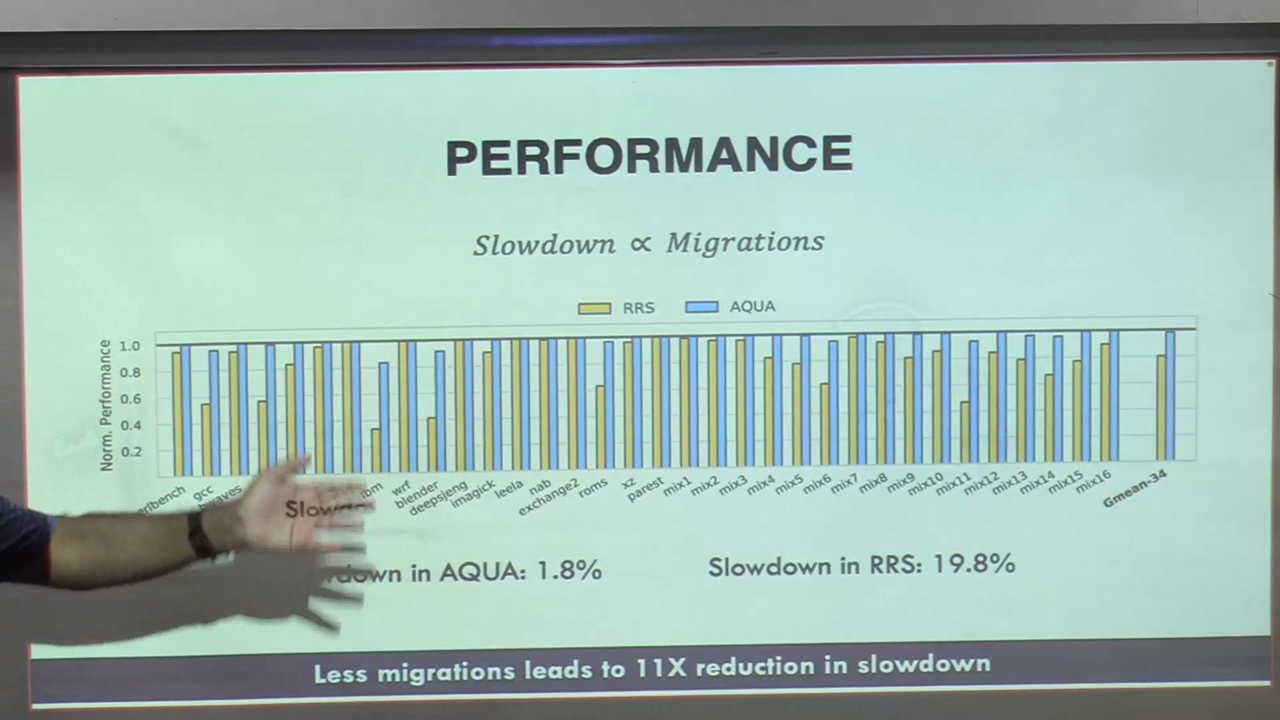 PERFORMANCE
Slowdown ∝ Migrations
RRS AQUA
Norm. Performance
1.0
0.8
0.6
0.4
0.2
gcc wrf blender deepsjeng imagick leela nab exchange2 roms xz parest mix1 mix2 mix3 mix4 mix5 mix6 mix7 mix8 mix9 mix10 mix11 mix12 mix13 mix14 mix15 mix16 Gmean-34
in AQUA: 1.8% Slowdown in RRS: 19.8%
Less migrations leads to 11X reduction in slowdown